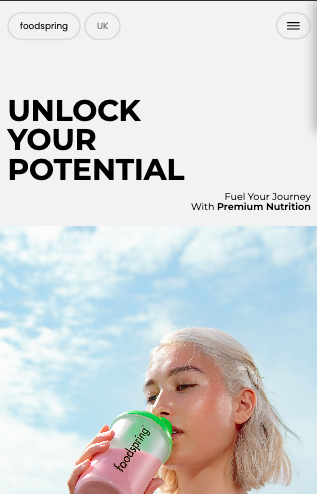 foodspring UK
UNLOCK
YOUR
POTENTIAL
Fuel Your Journey
With Premium Nutrition
foodspring